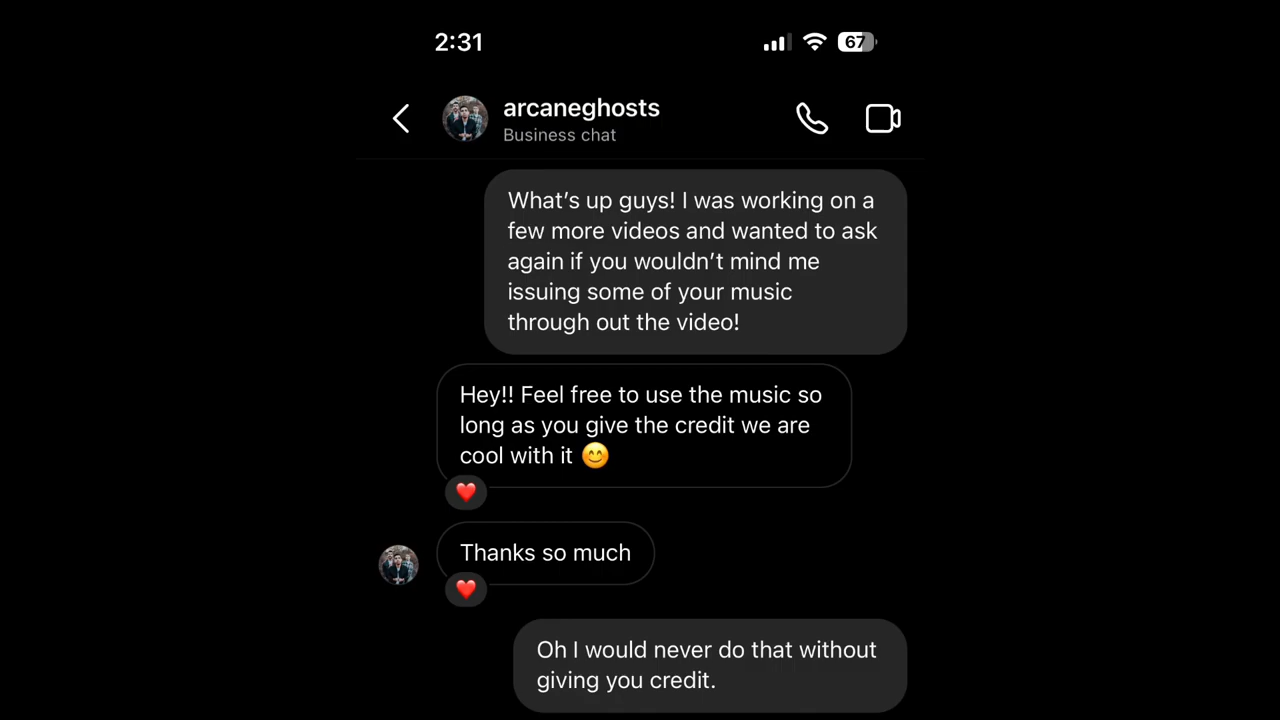 2:31
67
arcaneghosts
Business chat
What’s up guys! I was working on a
few more videos and wanted to ask
again if you wouldn’t mind me
issuing some of your music
through out the video!
Hey!! Feel free to use the music so
long as you give the credit we are
cool with it 😊
❤️
Thanks so much
❤️
Oh I would never do that without
giving you credit.